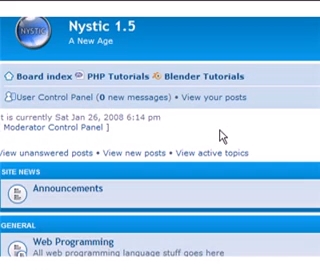 NYSTIC
Nystic 1.5
A New Age
Board index PHP Tutorials Blender Tutorials
User Control Panel (0 new messages) • View your posts
t is currently Sat Jan 26, 2008 6:14 pm
[ Moderator Control Panel ]
View unanswered posts • View new posts • View active topics
SITE NEWS
Announcements
GENERAL
Web Programming
All web programming language stuff goes here